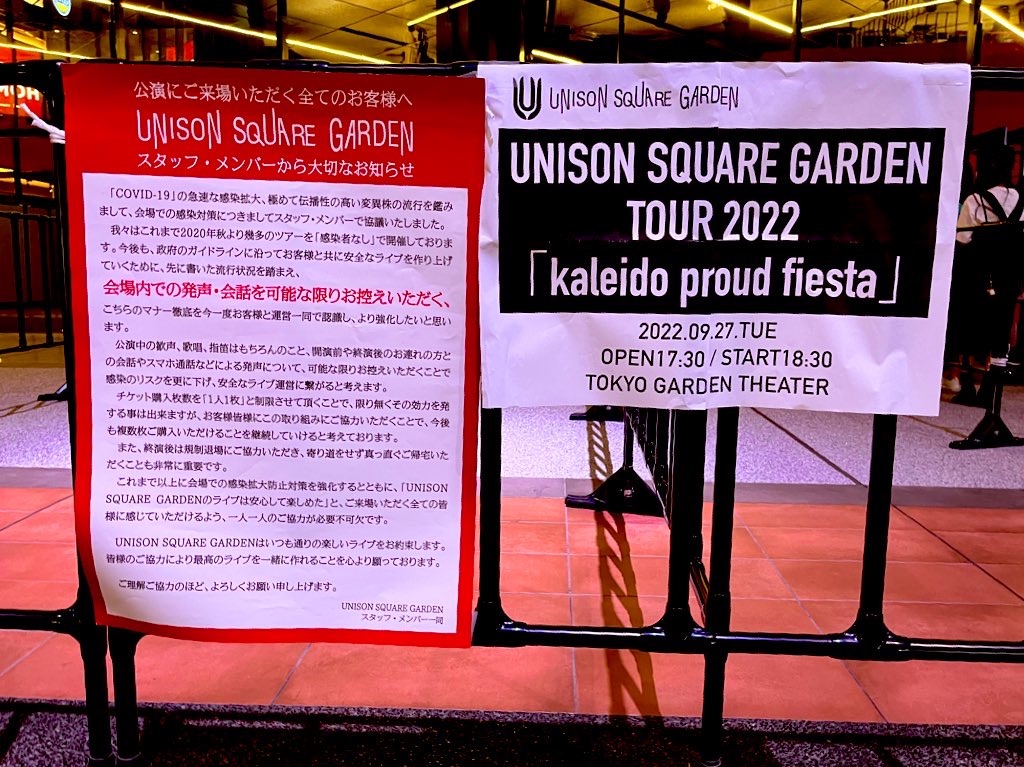 公演にご来場いただく全てのお客様へ
UNISON SQUARE GARDEN
スタッフ・メンバーから大切なお知らせ
「COVID-19」の急速な感染拡大、極めて伝播性の高い変異株の流行を鑑み
まして、会場での感染対策につきましてスタッフ・メンバーで協議いたしました。
我々はこれまで2020年秋より幾多のツアーを「感染者なし」で開催しておりま
す。今後も、政府のガイドラインに沿ってお客様と共に安全なライブを作り上げ
ていくために、先に書いた流行状況を踏まえ、
会場内での発声・会話を可能な限りお控えいただく、
こちらのマナー徹底を今一度お客様と運営一同で認識し、より強化したいと思い
ます。
公演中の歓声、歌唱、指笛はもちろんのこと、開演前や終演後のお連れの方と
の会話やスマホ通話などによる発声について、可能な限りお控えいただくことで
感染のリスクを更に下げ、安全なライブ運営に繋がると考えます。
チケット購入枚数を「1人1枚」と制限させて頂くことで、限り無くその効力を発
する事は出来ますが、お客様皆様にこの取り組みにご協力いただくことで、今後
も複数枚ご購入いただけることを継続していけると考えております。
また、終演後は規制退場にご協力いただき、寄り道をせず真っ直ぐご帰宅いた
だくことも非常に重要です。
これまで以上に会場での感染拡大防止対策を強化するとともに、「UNISON
SQUARE GARDENのライブは安心して楽しめた」と、ご来場いただく全ての皆
様に感じていただけるよう、一人一人のご協力が必要不可欠です。
UNISON SQUARE GARDENはいつも通りの楽しいライブをお約束します。
皆様のご協力により最高のライブを一緒に作れることを心より願っております。
ご理解ご協力のほど、よろしくお願い申し上げます。
UNISON SQUARE GARDEN
スタッフ・メンバー一同
UNISON SQUARE GARDEN
UNISON SQUARE GARDEN
TOUR 2022
「kaleido proud fiesta」
2022.09.27.TUE
OPEN17:30 / START18:30
TOKYO GARDEN THEATER